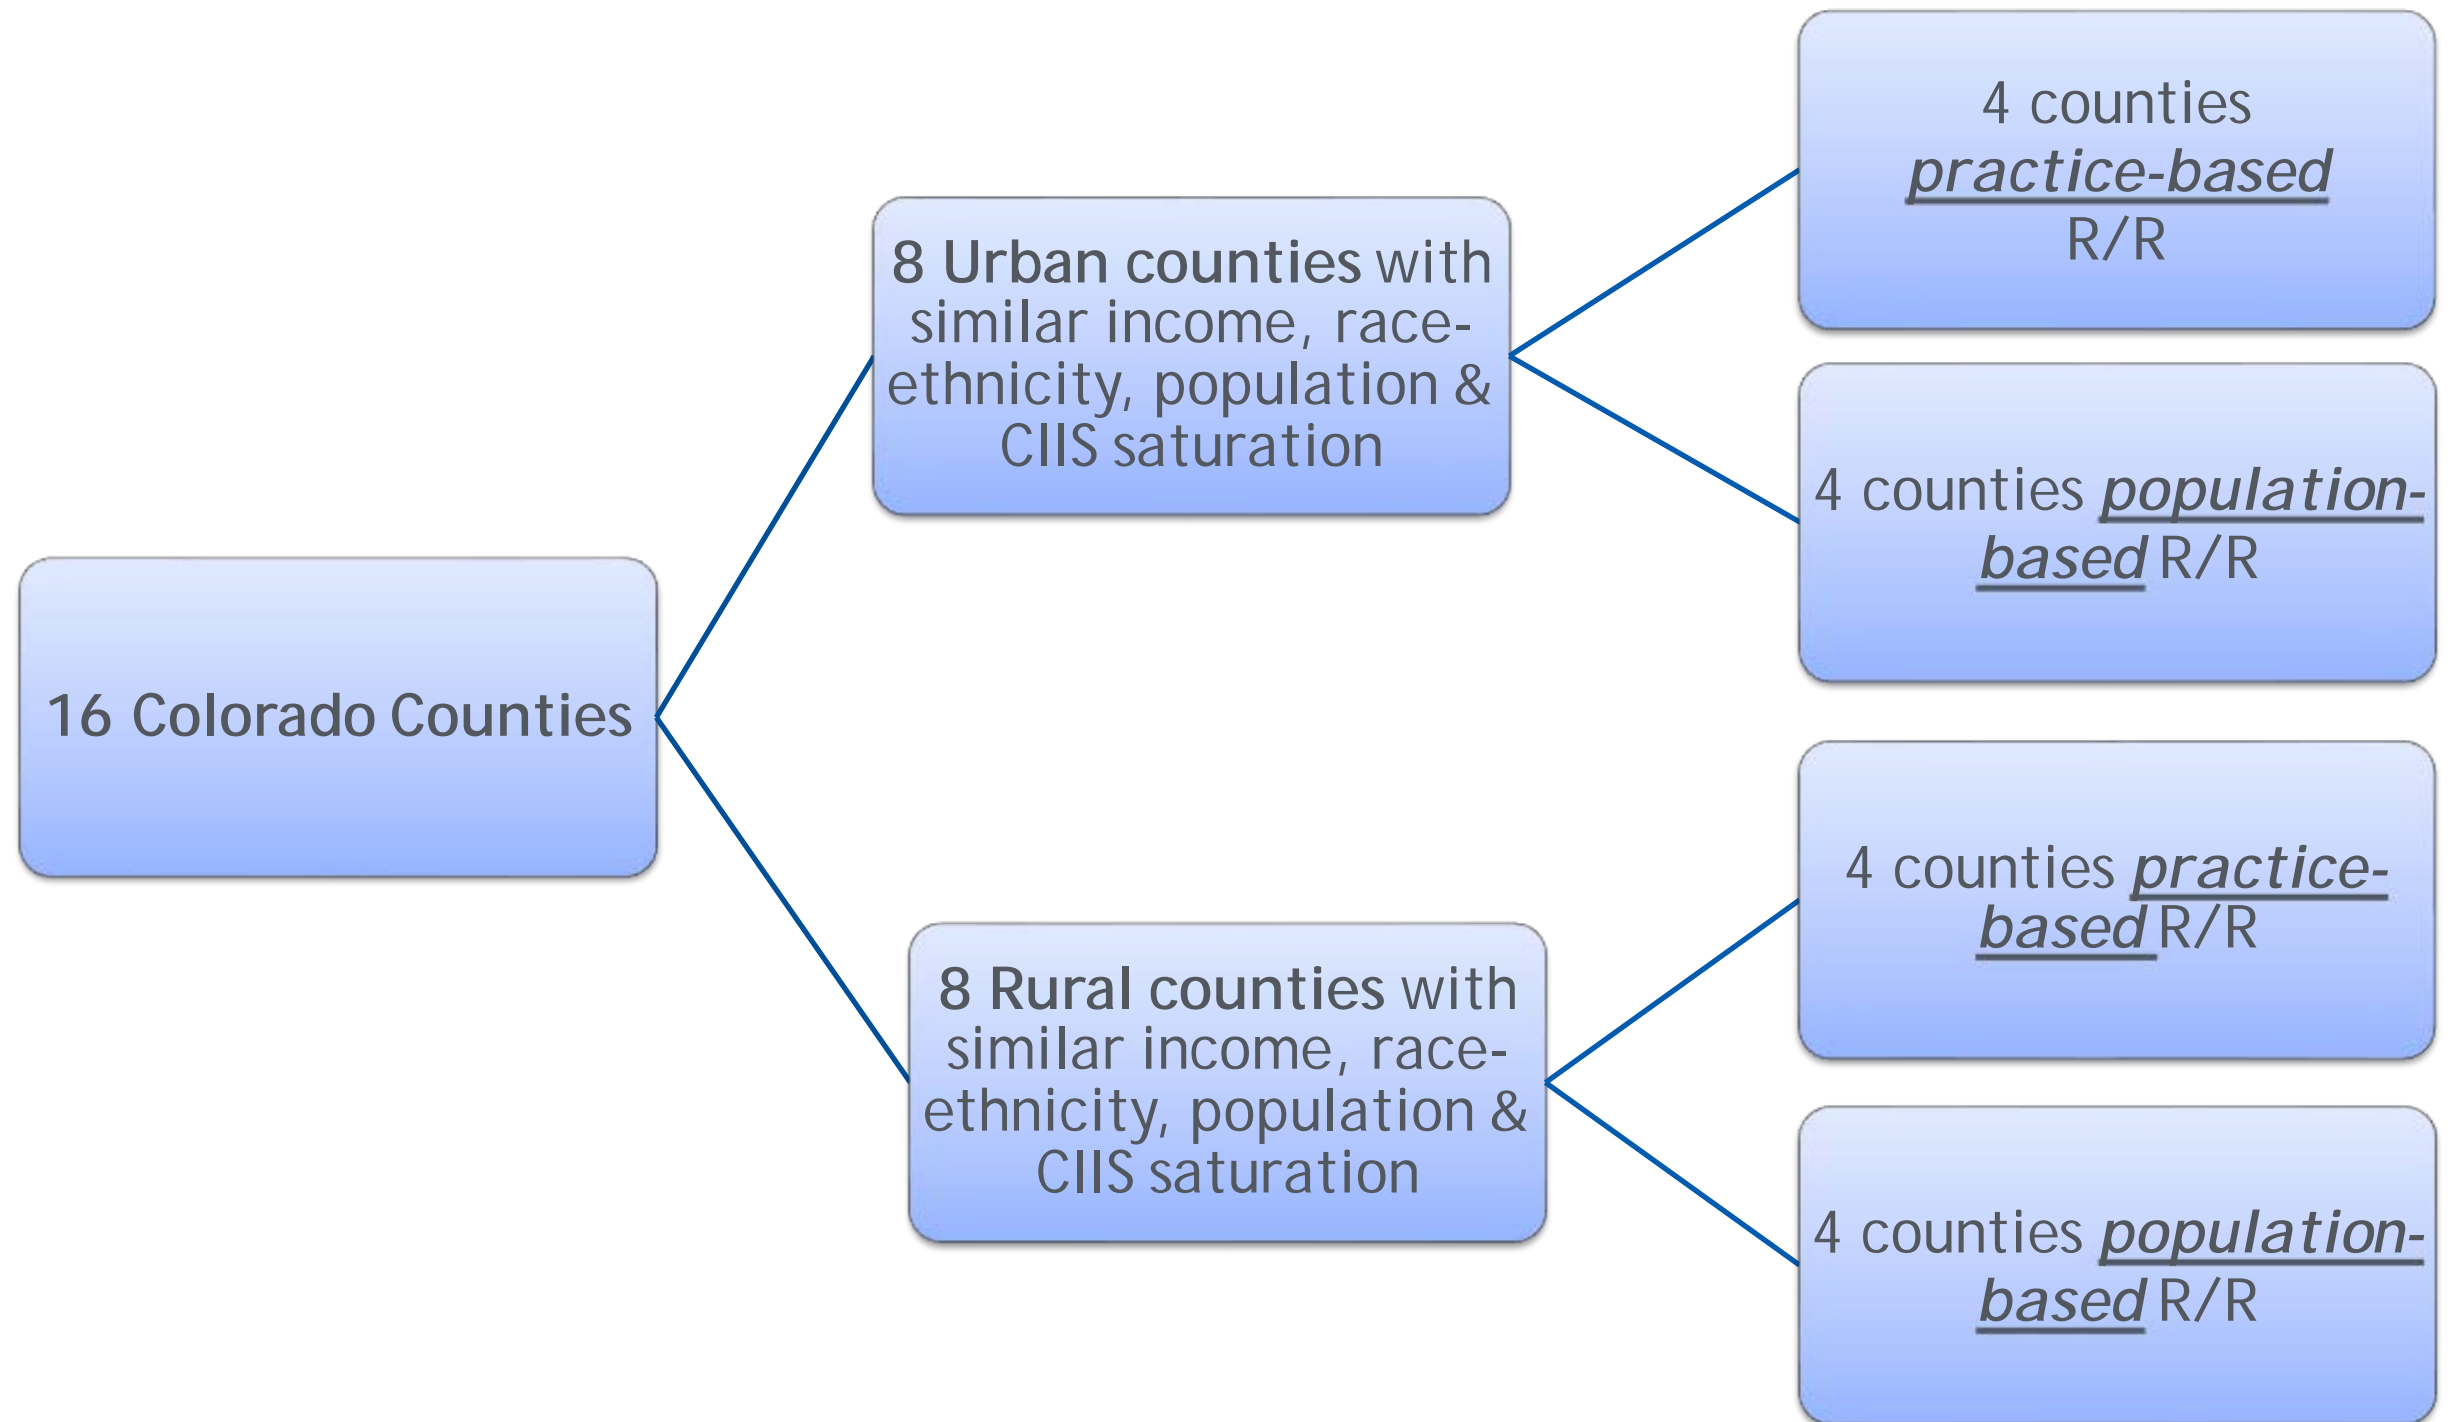 16 Colorado Counties
8 Urban counties with
similar income, race-
ethnicity, population &
CIIS saturation
4 counties
practice-based
R/R
4 counties population-
based R/R
8 Rural counties with
similar income, race-
ethnicity, population &
CIIS saturation
4 counties practice-
based R/R
4 counties population-
based R/R